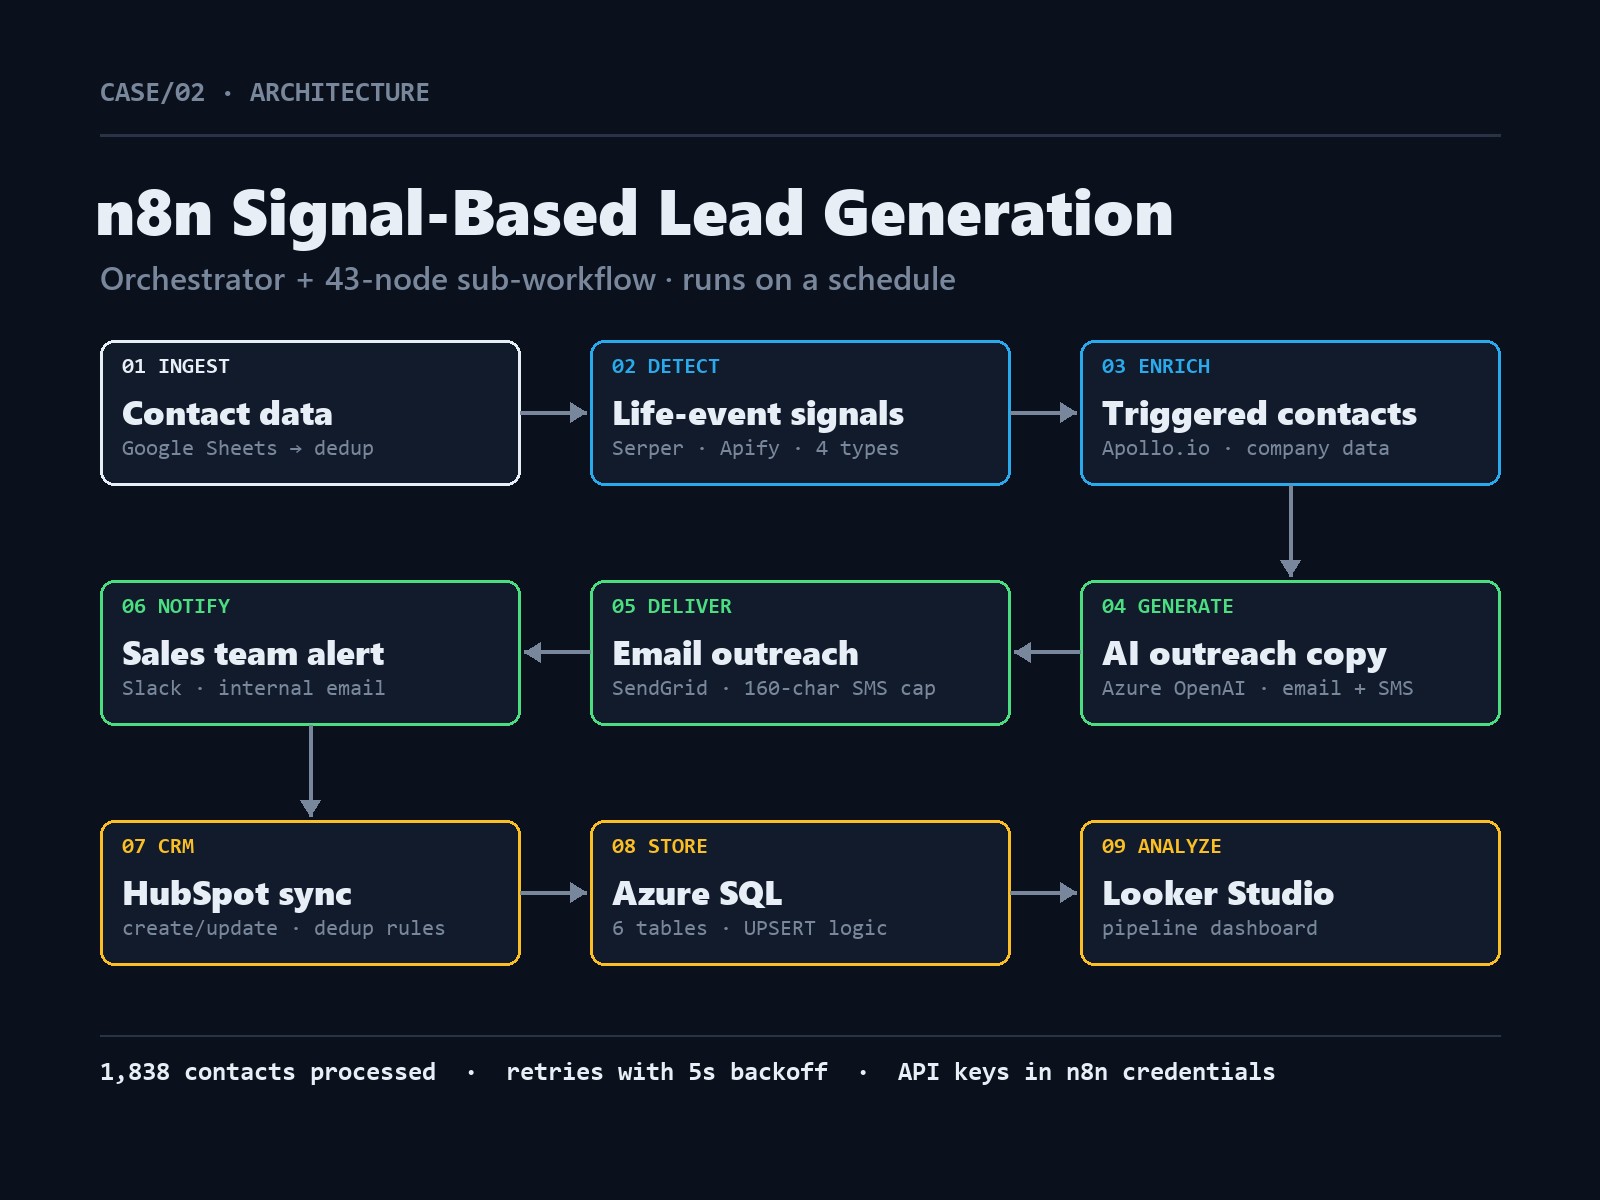 CASE/02 · ARCHITECTURE
n8n Signal-Based Lead Generation
Orchestrator + 43-node sub-workflow · runs on a schedule
01 INGEST
Contact data
Google Sheets → dedup
02 DETECT
Life-event signals
Serper · Apify · 4 types
03 ENRICH
Triggered contacts
Apollo.io · company data
04 GENERATE
AI outreach copy
Azure OpenAI · email + SMS
05 DELIVER
Email outreach
SendGrid · 160-char SMS cap
06 NOTIFY
Sales team alert
Slack · internal email
07 CRM
HubSpot sync
create/update · dedup rules
08 STORE
Azure SQL
6 tables · UPSERT logic
09 ANALYZE
Looker Studio
pipeline dashboard
1,838 contacts processed · retries with 5s backoff · API keys in n8n credentials